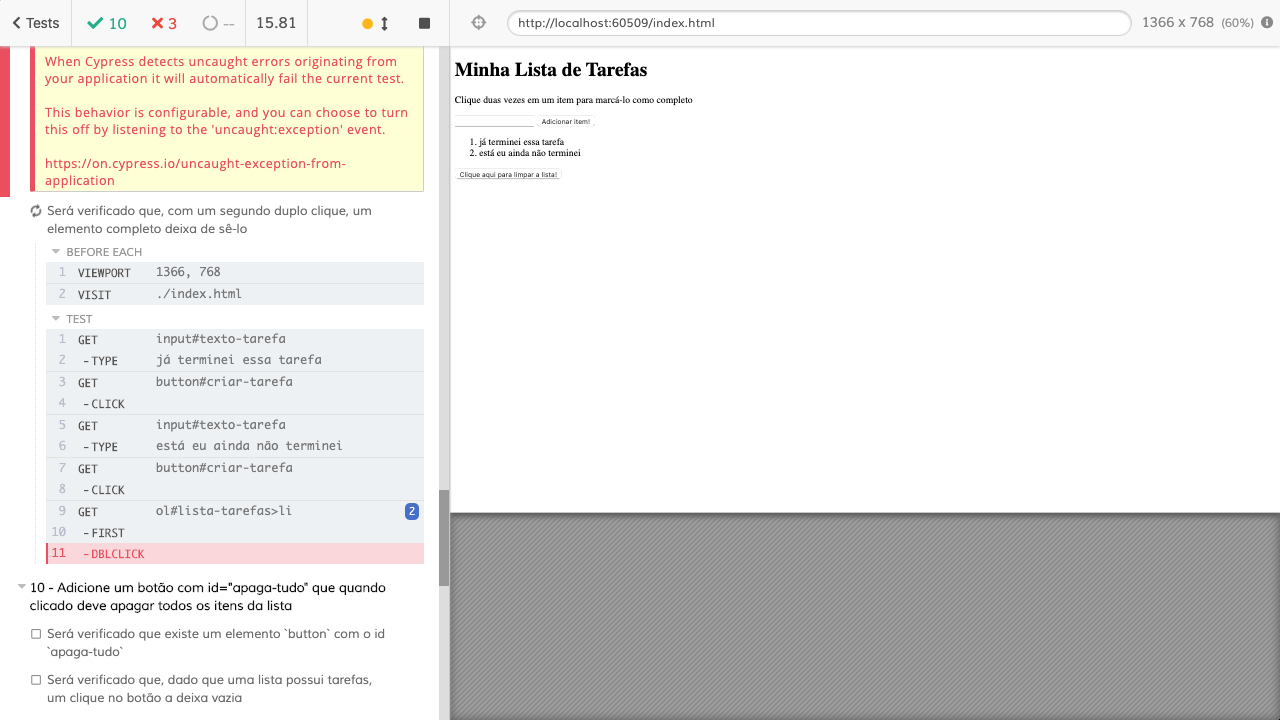 Tests
10
3
--
15.81
http://localhost:60509/index.html
1366 x 768 (60%)
When Cypress detects uncaught errors originating from
your application it will automatically fail the current test.
This behavior is configurable, and you can choose to turn
this off by listening to the 'uncaught:exception' event.
https://on.cypress.io/uncaught-exception-from-
application
Será verificado que, com um segundo duplo clique, um
elemento completo deixa de sê-lo
BEFORE EACH
1 VIEWPORT 1366, 768
2 VISIT ./index.html
TEST
1 GET input#texto-tarefa
2 -TYPE já terminei essa tarefa
3 GET button#criar-tarefa
4 -CLICK
5 GET input#texto-tarefa
6 -TYPE está eu ainda não terminei
7 GET button#criar-tarefa
8 -CLICK
9 GET ol#lista-tarefas>li 2
10 -FIRST
11 -DBLCLICK
10 - Adicione um botão com id="apaga-tudo" que quando
clicado deve apagar todos os itens da lista
Será verificado que existe um elemento `button` com o id
`apaga-tudo`
Será verificado que, dado que uma lista possui tarefas,
um clique no botão a deixa vazia
Minha Lista de Tarefas
Clique duas vezes em um item para marcá-lo como completo
Adicionar item!
1. já terminei essa tarefa
2. está eu ainda não terminei
Clique aqui para limpar a lista!